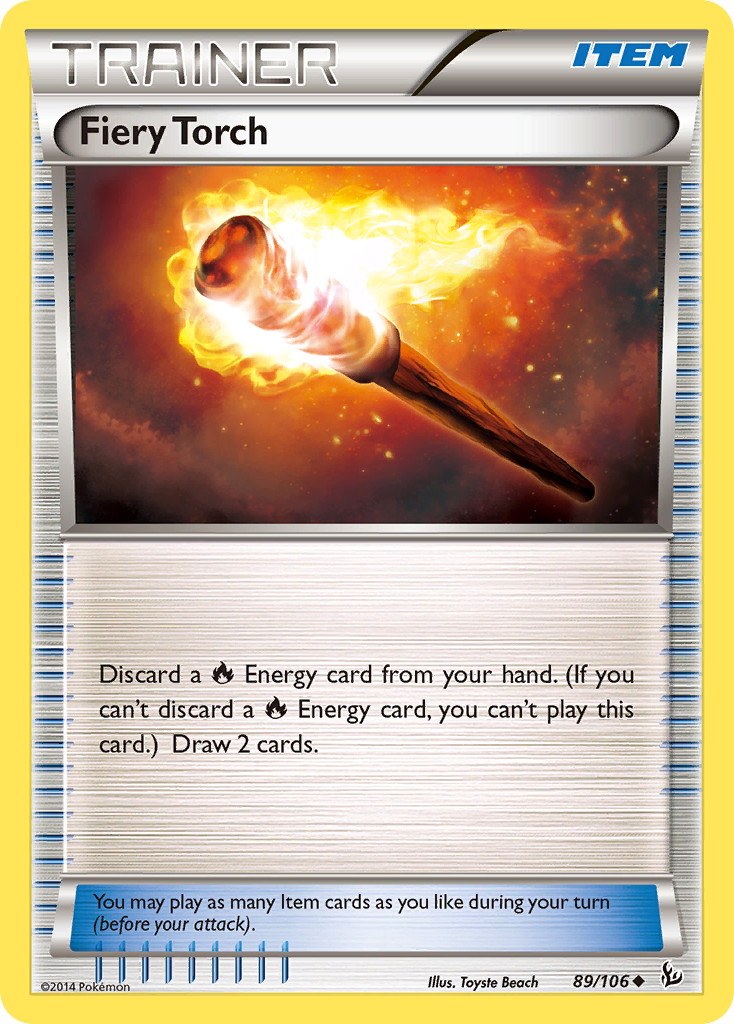 TRAINER
ITEM
Fiery Torch
Discard a Energy card from your hand. (If you
can't discard a Energy card, you can't play this
card.) Draw 2 cards.
You may play as many Item cards as you like during your turn
(before your attack).
©2014 Pokémon
Illus. Toyste Beach
89/106